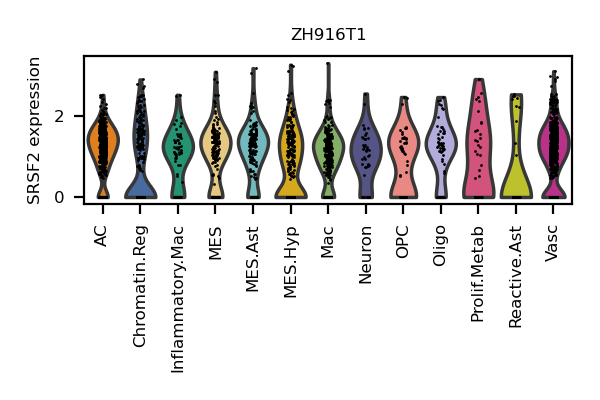 ZH916T1
SRSF2 expression
2
0
AC
Chromatin.Reg
Inflammatory.Mac
MES
MES.Ast
MES.Hyp
Mac
Neuron
OPC
Oligo
Prolif.Metab
Reactive.Ast
Vasc